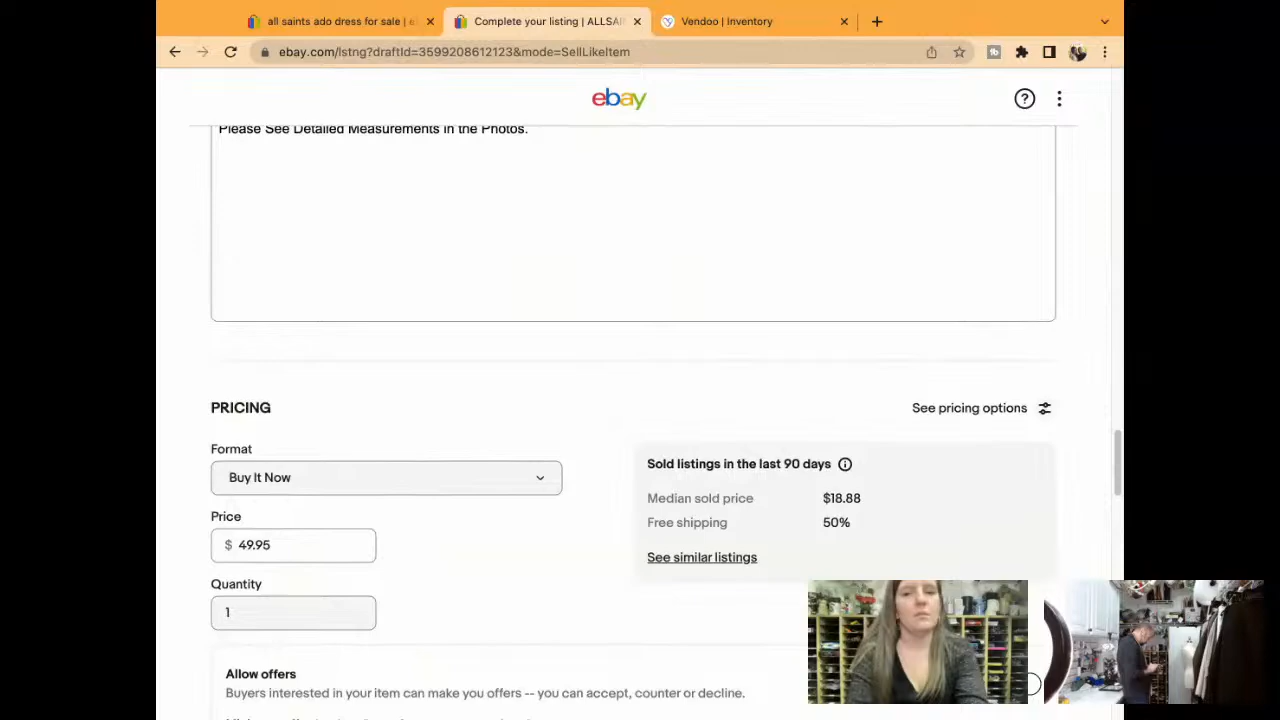 all saints ado dress for sale | e
Complete your listing | ALLSAI
Vendoo | Inventory
ebay.com/lstng?draftId=3599208612123&mode=SellLikeItem
ebay
Please See Detailed Measurements in the Photos.
PRICING
See pricing options
Format
Buy It Now
Sold listings in the last 90 days
Median sold price $18.88
Free shipping 50%
See similar listings
Price
$ 49.95
Quantity
1
Allow offers
Buyers interested in your item can make you offers -- you can accept, counter or decline.